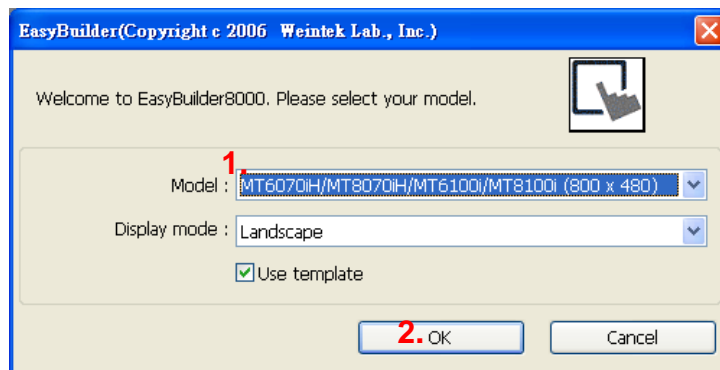 EasyBuilder(Copyright c 2006 Weintek Lab., Inc.)
Welcome to EasyBuilder8000. Please select your model.
1.
Model : MT6070iH/MT8070iH/MT6100i/MT8100i (800 x 480)
Display mode : Landscape
Use template
2. OK Cancel